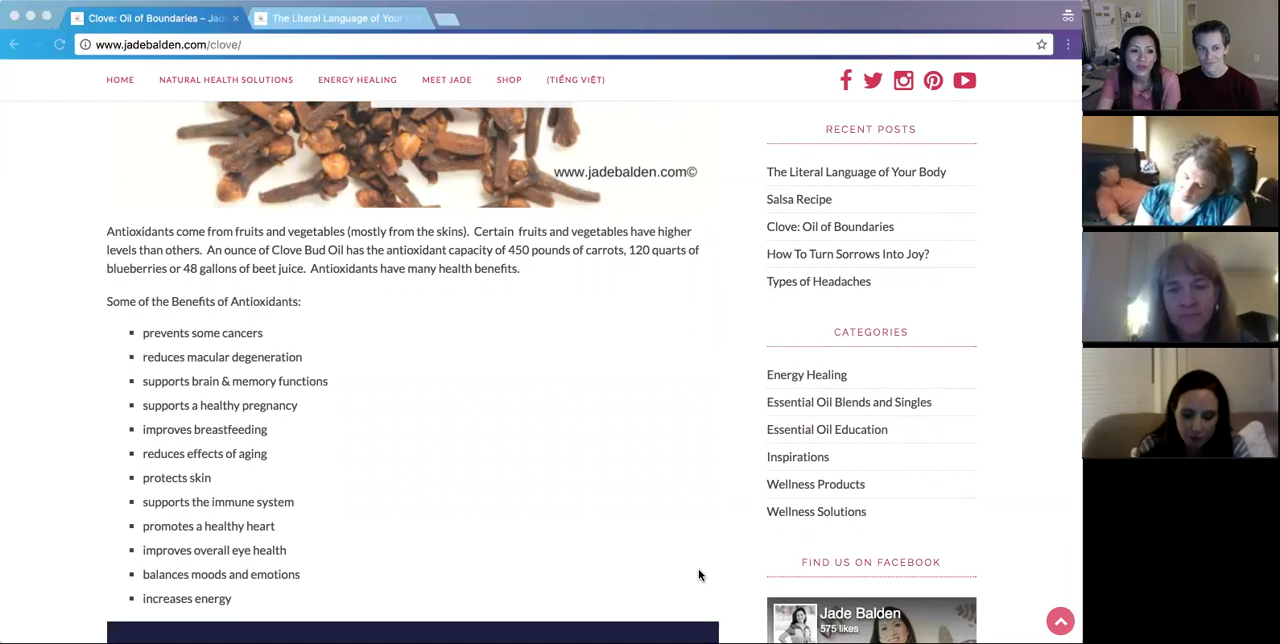 Clove: Oil of Boundaries – Jad
The Literal Language of Your
www.jadebalden.com/clove/
HOME NATURAL HEALTH SOLUTIONS ENERGY HEALING MEET JADE SHOP (TIẾNG VIỆT)
www.jadebalden.com©
Antioxidants come from fruits and vegetables (mostly from the skins). Certain fruits and vegetables have higher
levels than others. An ounce of Clove Bud Oil has the antioxidant capacity of 450 pounds of carrots, 120 quarts of
blueberries or 48 gallons of beet juice. Antioxidants have many health benefits.
Some of the Benefits of Antioxidants:
prevents some cancers
reduces macular degeneration
supports brain & memory functions
supports a healthy pregnancy
improves breastfeeding
reduces effects of aging
protects skin
supports the immune system
promotes a healthy heart
improves overall eye health
balances moods and emotions
increases energy
RECENT POSTS
The Literal Language of Your Body
Salsa Recipe
Clove: Oil of Boundaries
How To Turn Sorrows Into Joy?
Types of Headaches
CATEGORIES
Energy Healing
Essential Oil Blends and Singles
Essential Oil Education
Inspirations
Wellness Products
Wellness Solutions
FIND US ON FACEBOOK
Jade Balden
575 likes